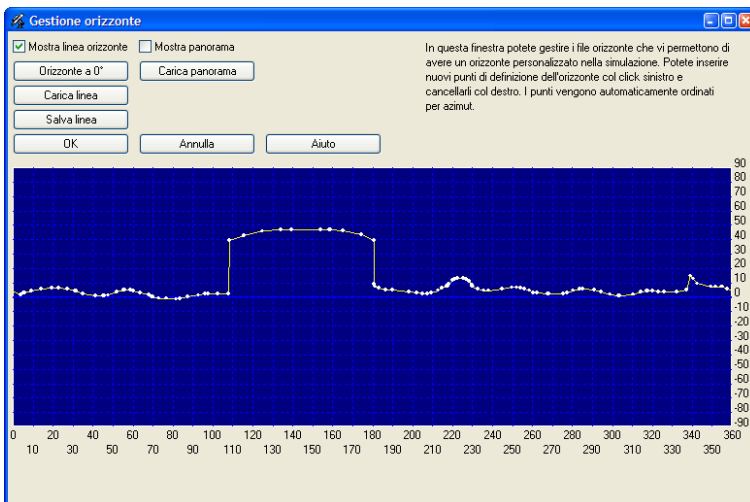 Gestione orizzonte
Mostra linea orizzonte
Mostra panorama
Orizzonte a 0°
Carica panorama
Carica linea
Salva linea
OK
Annulla
Aiuto
In questa finestra potete gestire i file orizzonte che vi permettono di
avere un orizzonte personalizzato nella simulazione. Potete inserire
nuovi punti di definizione dell'orizzonte col click sinistro e
cancellarli col destro. I punti vengono automaticamente ordinati
per azimut.
90
80
70
60
50
40
30
20
10
0
-10
-20
-30
-40
-50
-60
-70
-80
-90
0 20 40 60 80 100 120 140 160 180 200 220 240 260 280 300 320 340 360
10 30 50 70 90 110 130 150 170 190 210 230 250 270 290 310 330 350